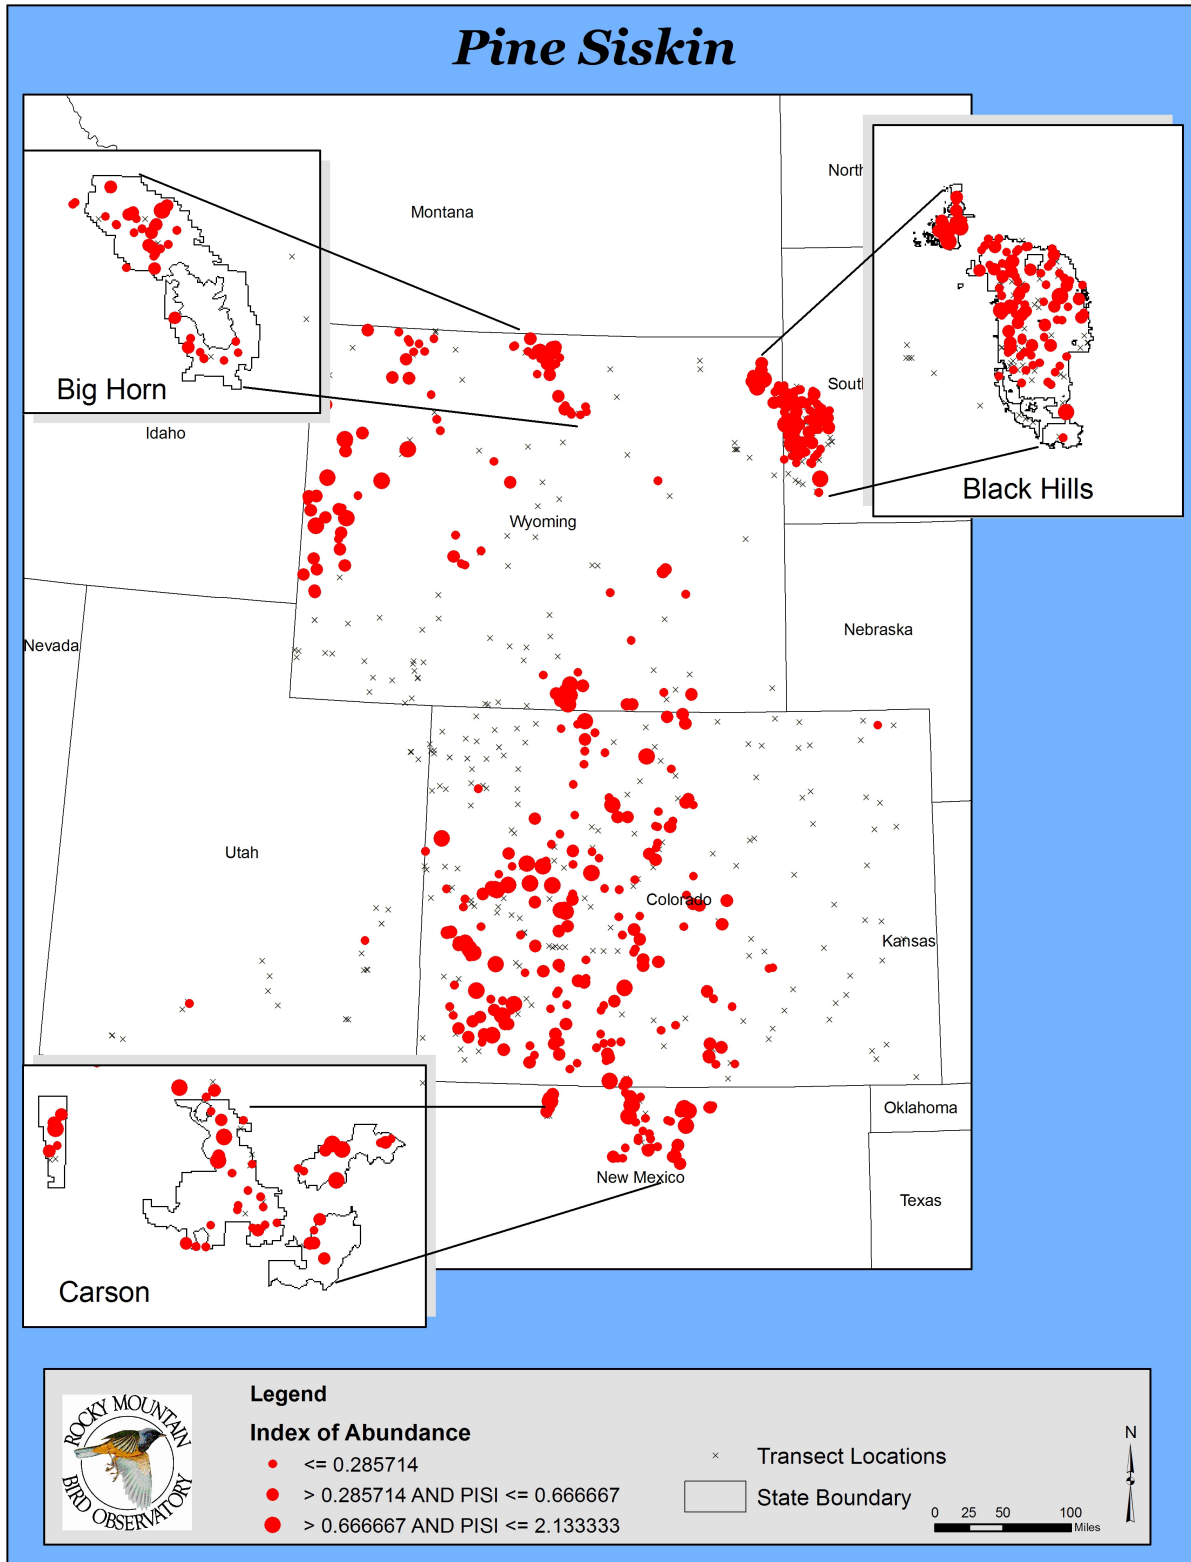 Pine Siskin
North
Montana
Big Horn
South
Idaho
Black Hills
Wyoming
Nevada
Nebraska
Utah
Colorado
Kansas
Oklahoma
New Mexico
Texas
Carson
Legend
Index of Abundance
<= 0.285714
> 0.285714 AND PISI <= 0.666667
> 0.666667 AND PISI <= 2.133333
Transect Locations
State Boundary
N
0 25 50 100
Miles
ROCKY MOUNTAIN
BIRD OBSERVATORY